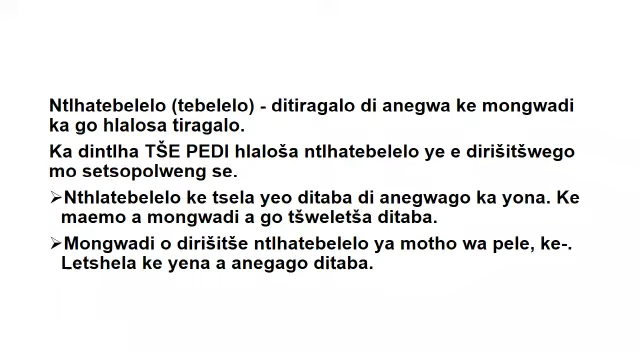 Ntlhatebelelo (tebelelo) - ditiragalo di anegwa ke mongwadi
ka go hlalosa tiragalo.
Ka dintlha TŠE PEDI hlaloša ntlhatebelelo ye e dirišitšwego
mo setsopolweng se.
➢Nthlatebelelo ke tsela yeo ditaba di anegwago ka yona. Ke
maemo a mongwadi a go tšweletša ditaba.
➢Mongwadi o dirišitše ntlhatebelelo ya motho wa pele, ke-.
Letshela ke yena a anegago ditaba.